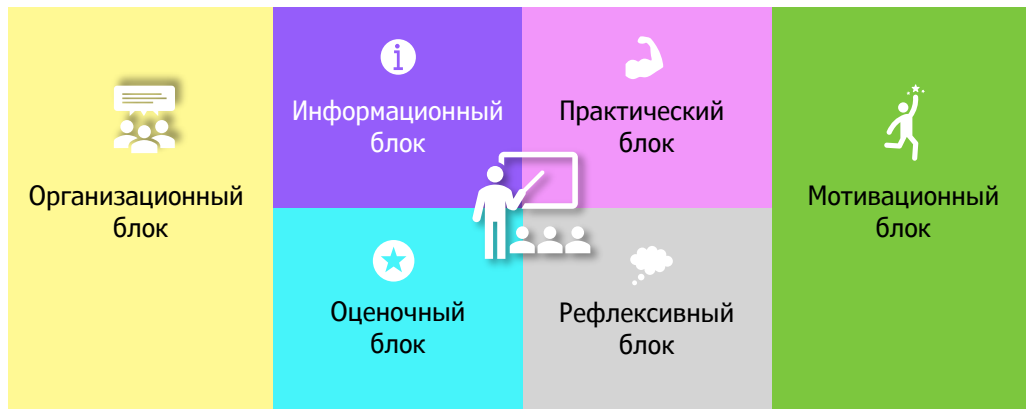 Организационный
блок
Информационный
блок
Практический
блок
Оценочный
блок
Рефлексивный
блок
Мотивационный
блок